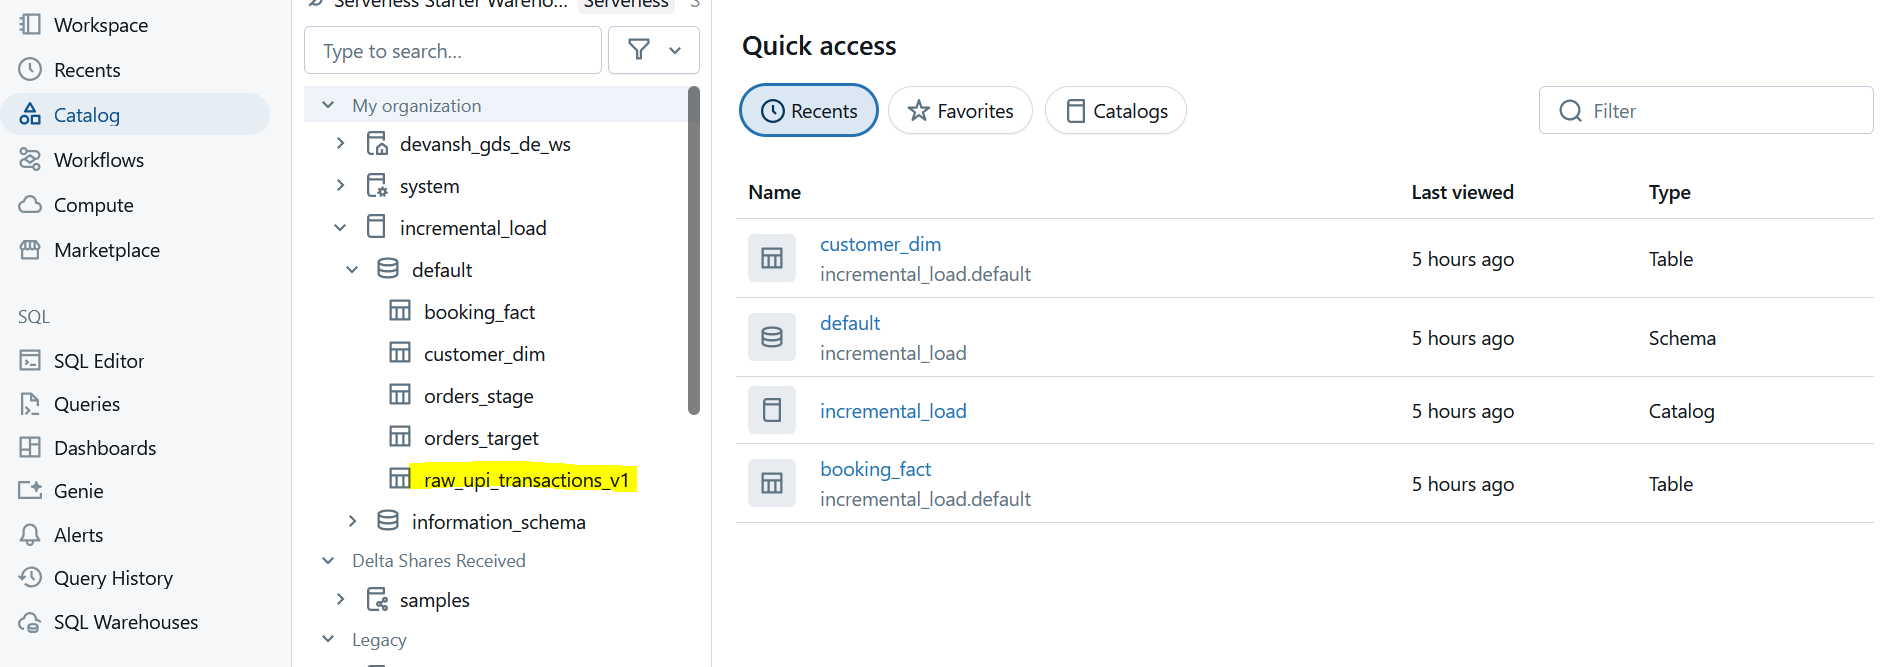 Workspace
Recents
Catalog
Workflows
Compute
Marketplace
SQL
SQL Editor
Queries
Dashboards
Genie
Alerts
Query History
SQL Warehouses
Serverless Starter Wareho... Serverless S
Type to search...
My organization
devansh_gds_de_ws
system
incremental_load
default
booking_fact
customer_dim
orders_stage
orders_target
raw_upi_transactions_v1
information_schema
Delta Shares Received
samples
Legacy
Quick access
Recents Favorites Catalogs Filter
Name Last viewed Type
customer_dim
incremental_load.default 5 hours ago Table
default
incremental_load 5 hours ago Schema
incremental_load 5 hours ago Catalog
booking_fact
incremental_load.default 5 hours ago Table